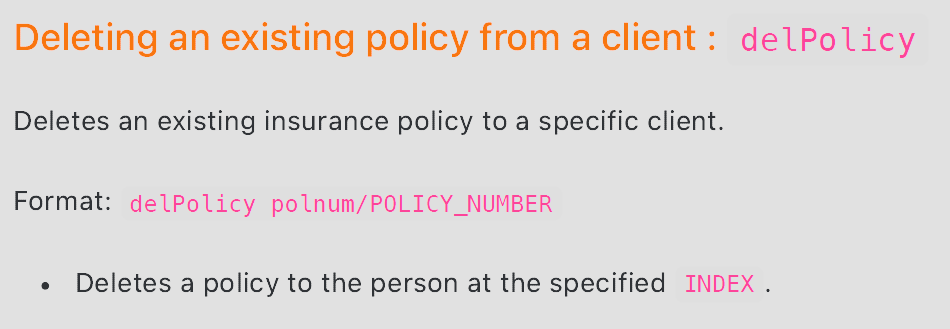 Deleting an existing policy from a client : delPolicy
Deletes an existing insurance policy to a specific client.
Format: delPolicy polnum/POLICY_NUMBER
• Deletes a policy to the person at the specified INDEX .